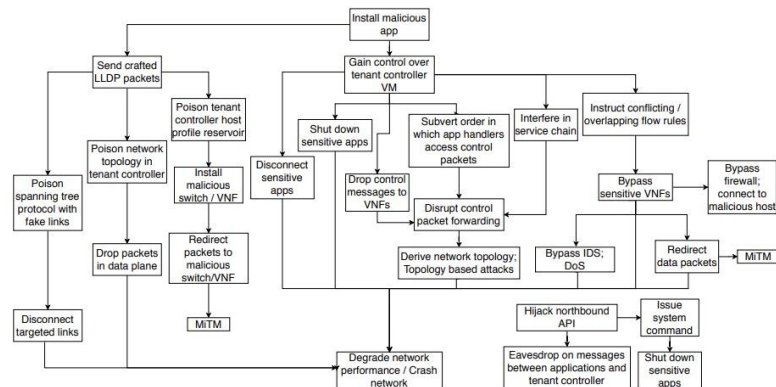 Install malicious
app
Send crafted
LLDP packets
Gain control over
tenant controller
VM
Poison tenant
controller host
profile reservoir
Shut down
sensitive apps
Subvert order in
which app handlers
access control
packets
Interfere in
service chain
Instruct conflicting /
overlapping flow rules
Poison network
topology in
tenant controller
Disconnect
sensitive apps
Poison
spanning tree
protocol with
fake links
Install
malicious
switch / VNF
Drop control
messages to
VNFs
Bypass
sensitive VNFs
Bypass
firewall;
connect to
malicious host
Disrupt control
packet forwarding
Drop packets
in data plane
Redirect
packets to
malicious
switch/VNF
Derive network topology;
Topology based attacks
Bypass IDS;
DoS
Redirect
data packets
MiTM
Disconnect
targeted links
MiTM
Hijack northbound
API
Issue
system
command
Degrade network
performance / Crash
network
Eavesdrop on messages
between applications and
tenant controller
Shut down
sensitive
apps